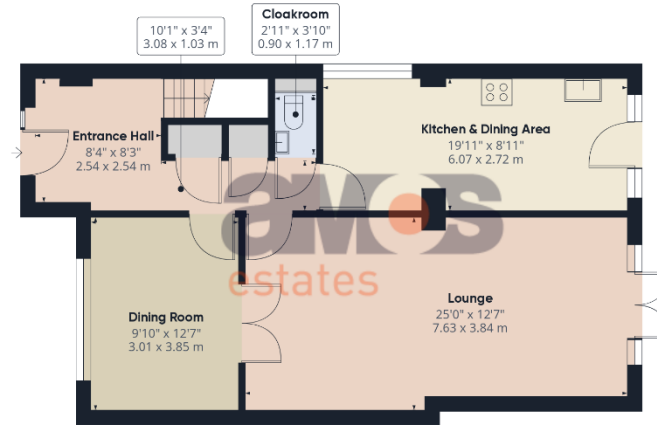 10'1" x 3'4"
3.08 x 1.03 m
Cloakroom
2'11" x 3'10"
0.90 x 1.17 m
Entrance Hall
8'4" x 8'3"
2.54 x 2.54 m
Kitchen & Dining Area
19'11" x 8'11"
6.07 x 2.72 m
amos
estates
Dining Room
9'10" x 12'7"
3.01 x 3.85 m
Lounge
25'0" x 12'7"
7.63 x 3.84 m